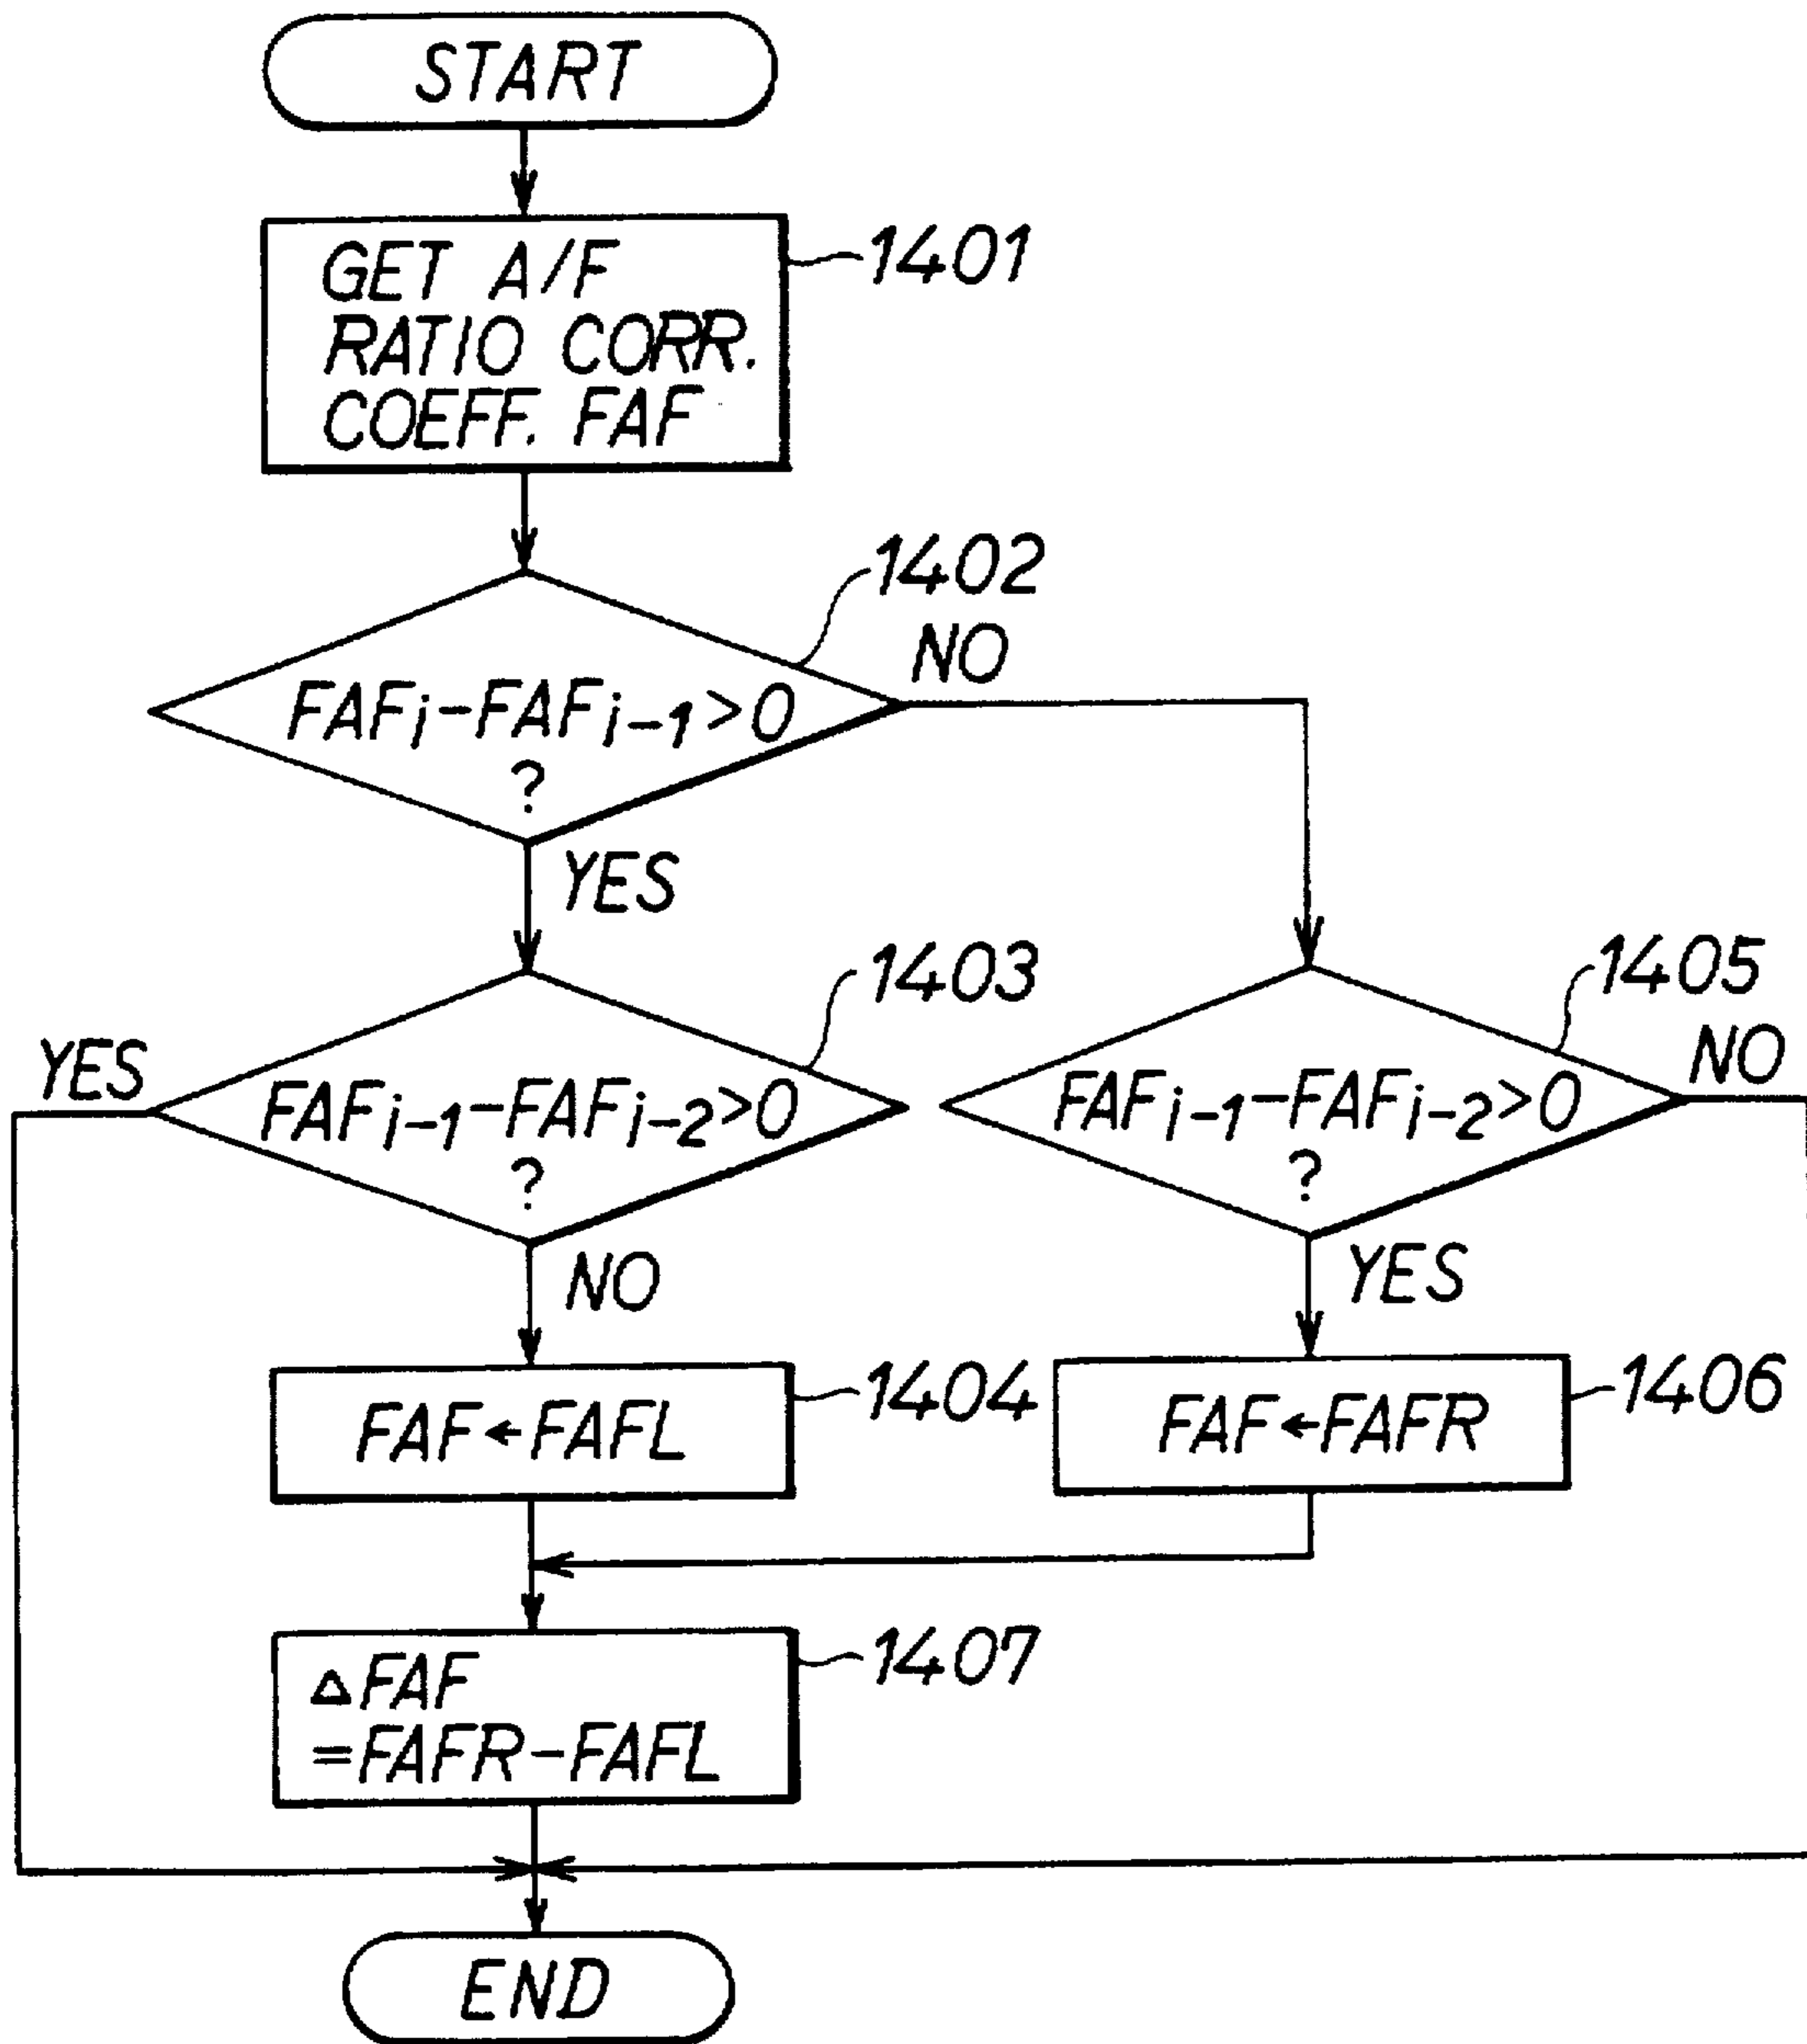 START
GET A/F
RATIO CORR.
COEFF. FAF
1401
1402
NO
FAFi-FAFi-1>0
?
YES
1403
1405
YES
NO
FAFi-1-FAFi-2>0
?
FAFi-1-FAFi-2>0
?
NO
YES
FAF←FAFL
1404
FAF←FAFR
1406
ΔFAF
=FAFR-FAFL
1407
END